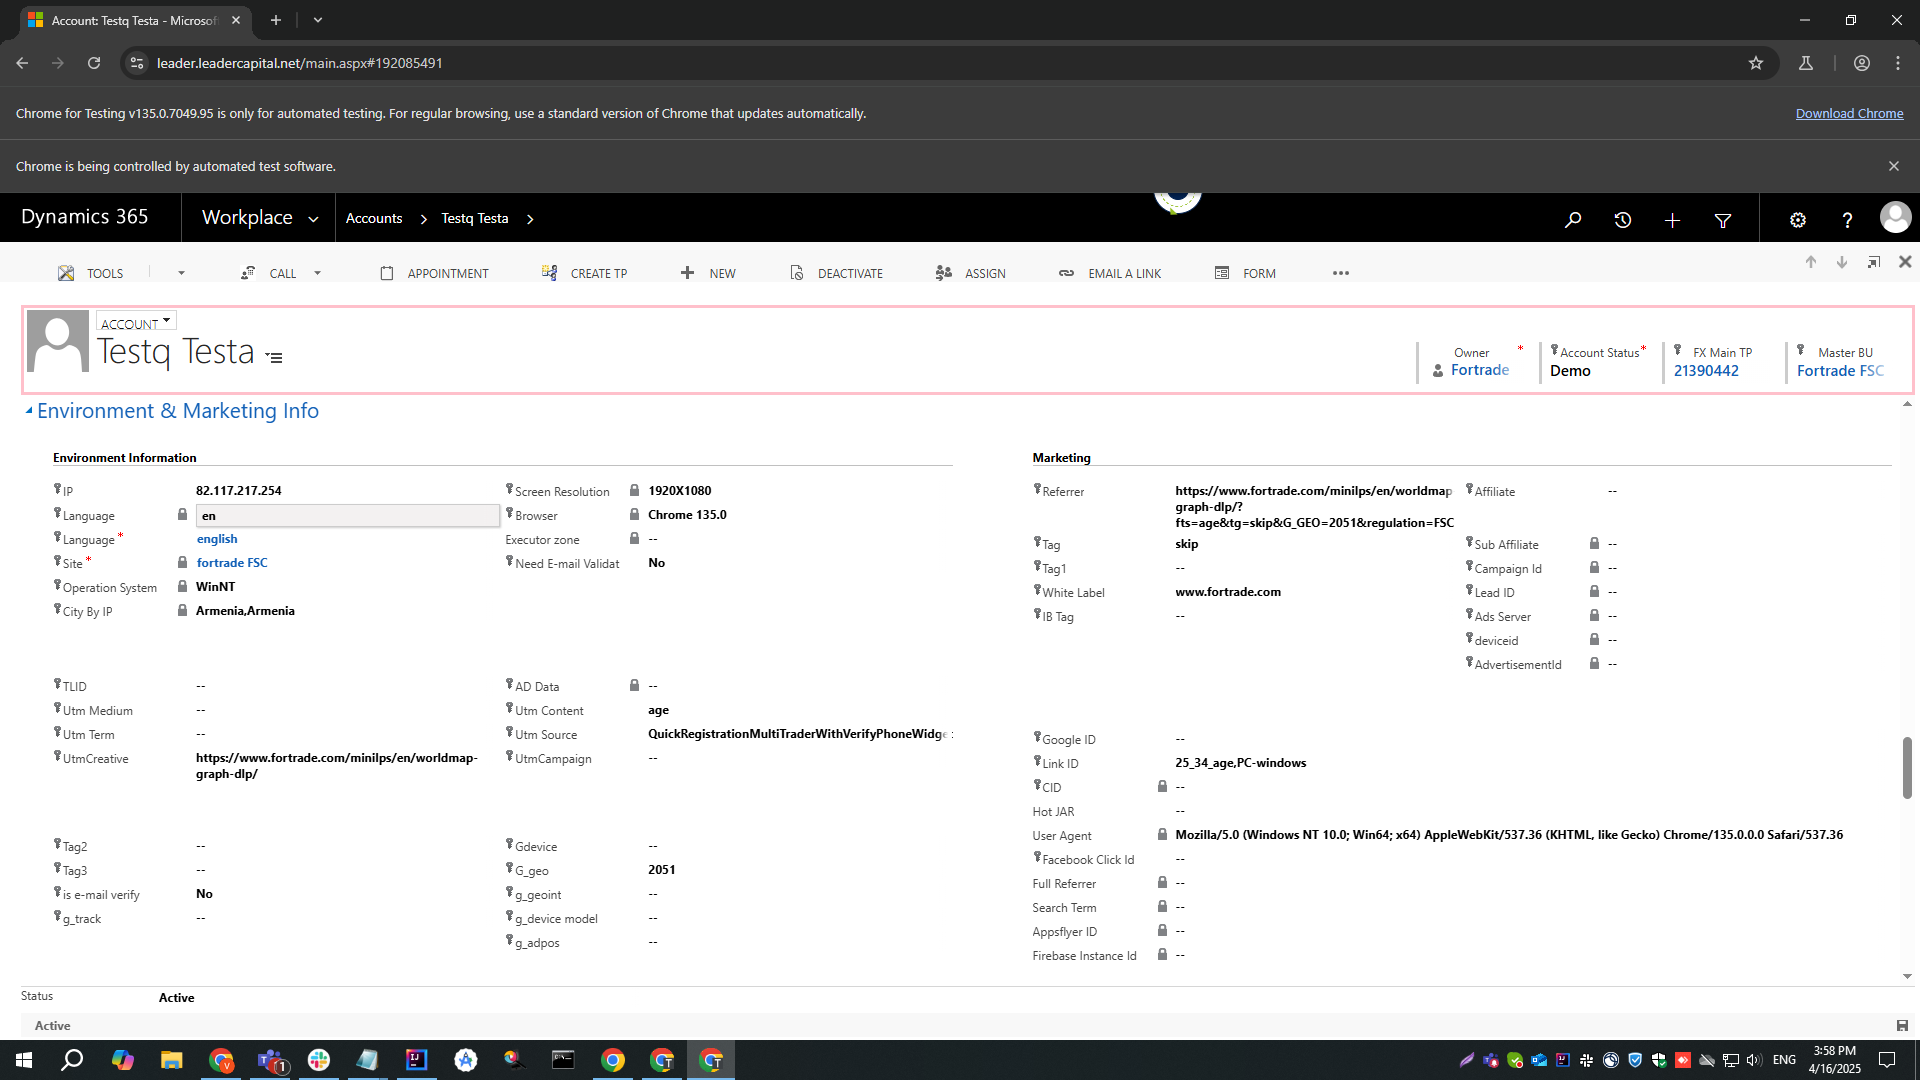 Account: Testq Testa - Microsof
leader.leadercapital.net/main.aspx#192085491
Chrome for Testing v135.0.7049.95 is only for automated testing. For regular browsing, use a standard version of Chrome that updates automatically.
Download Chrome
Chrome is being controlled by automated test software.
Dynamics 365
Workplace
Accounts
Testq Testa
TOOLS
CALL
APPOINTMENT
CREATE TP
NEW
DEACTIVATE
ASSIGN
EMAIL A LINK
FORM
ACCOUNT
Testq Testa
Owner *
Fortrade
Account Status *
Demo
FX Main TP
21390442
Master BU
Fortrade FSC
Environment & Marketing Info
Environment Information
IP 82.117.217.254
Language en
Language * english
Site * fortrade FSC
Operation System WinNT
City By IP Armenia,Armenia
Screen Resolution 1920X1080
Browser Chrome 135.0
Executor zone --
Need E-mail Validat No
TLID --
Utm Medium --
Utm Term --
UtmCreative https://www.fortrade.com/minilps/en/worldmap-
graph-dlp/
AD Data --
Utm Content age
Utm Source QuickRegistrationMultiTraderWithVerifyPhoneWidge
UtmCampaign --
Tag2 --
Tag3 --
is e-mail verify No
g_track --
Gdevice --
G_geo 2051
g_geoint --
g_device model --
g_adpos --
Marketing
Referrer https://www.fortrade.com/minilps/en/worldmap
graph-dlp/?
fts=age&tg=skip&G_GEO=2051&regulation=FSC
Tag skip
Tag1 --
White Label www.fortrade.com
IB Tag --
Affiliate --
Sub Affiliate --
Campaign Id --
Lead ID --
Ads Server --
deviceid --
AdvertisementId --
Google ID --
Link ID 25_34_age,PC-windows
CID --
Hot JAR --
User Agent Mozilla/5.0 (Windows NT 10.0; Win64; x64) AppleWebKit/537.36 (KHTML, like Gecko) Chrome/135.0.0.0 Safari/537.36
Facebook Click Id --
Full Referrer --
Search Term --
Appsflyer ID --
Firebase Instance Id --
Status Active
Active
ENG
3:58 PM
4/16/2025